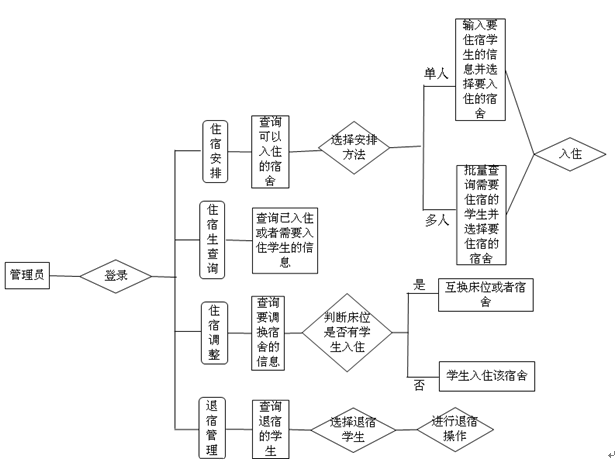 管理员
登录
住
宿
安
排
查询
可以
入住
的宿
舍
选择安排
方法
单人
输入要
住宿学
生的信
息并选
择要入
住的宿
舍
多人
批量查
询需要
住宿的
学生并
选择要
住宿的
宿舍
入住
住
宿
生
查
询
查询已入住
或者需要入
住学生的信
息
住
宿
调
整
查询
要调
换宿
舍的
信息
判断床位
是否有学
生入住
是
互换床位或者宿
舍
否
学生入住该宿舍
退
宿
管
理
查询
退宿
的学
生
选择退宿
学生
进行退宿
操作